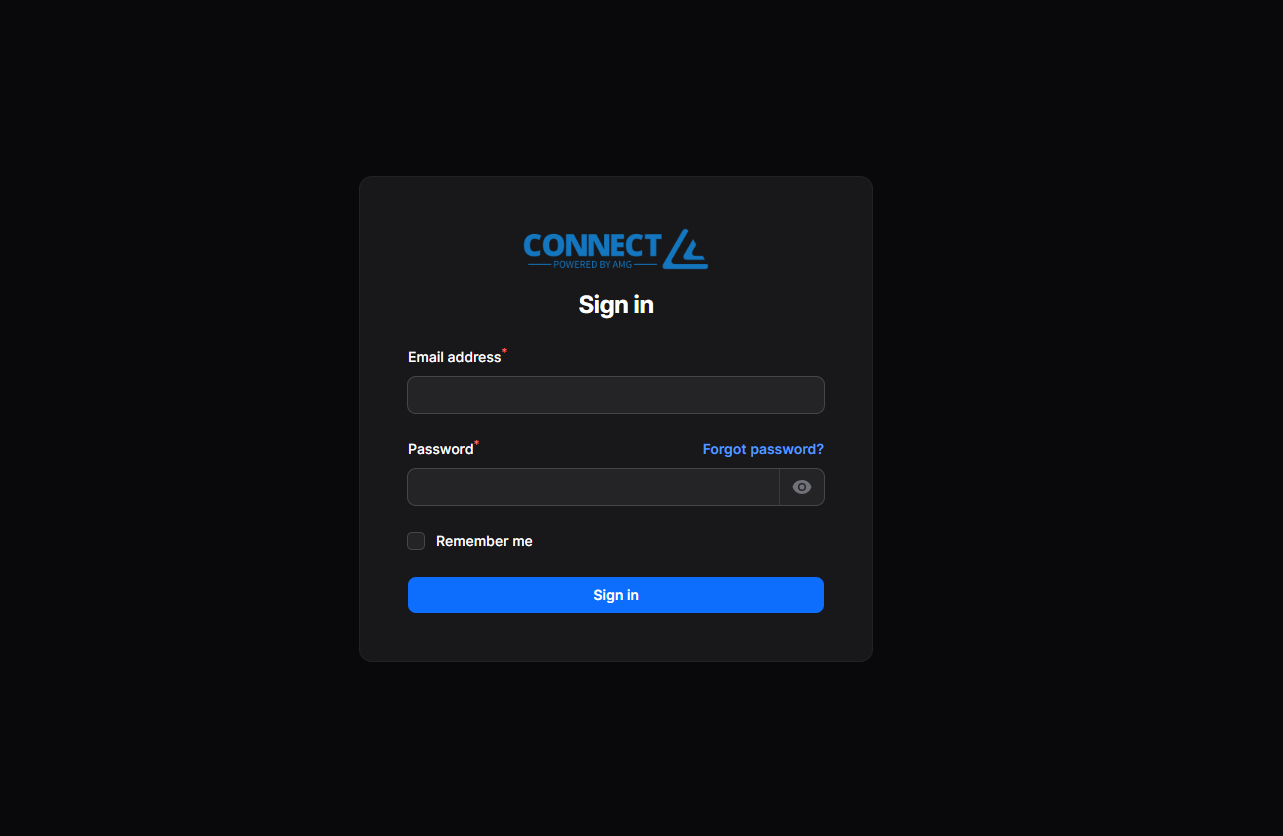 CONNECT
POWERED BY AMG
Sign in
Email address*
Password*
Forgot password?
Remember me
Sign in